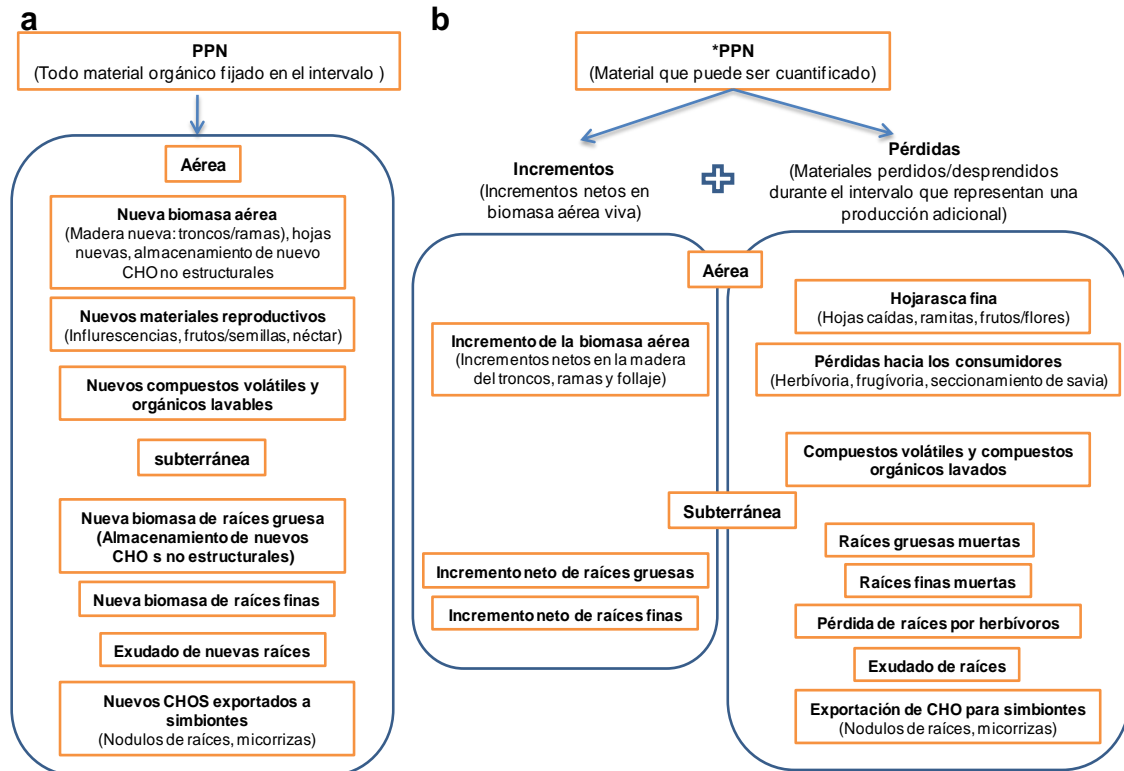 a
PPN
(Todo material orgánico fijado en el intervalo )
Aérea
Nueva biomasa aérea
(Madera nueva: troncos/ramas), hojas
nuevas, almacenamiento de nuevo
CHO no estructurales
Nuevos materiales reproductivos
(Influrescencias, frutos/semillas, néctar)
Nuevos compuestos volátiles y
orgánicos lavables
subterránea
Nueva biomasa de raíces gruesa
(Almacenamiento de nuevos
CHO s no estructurales)
Nueva biomasa de raíces finas
Exudado de nuevas raíces
Nuevos CHOS exportados a
simbiontes
(Nodulos de raíces, micorrizas)
b
*PPN
(Material que puede ser cuantificado)
Incrementos
(Incrementos netos en
biomasa aérea viva)
Pérdidas
(Materiales perdidos/desprendidos
durante el intervalo que representan una
producción adicional)
Aérea
Incremento de la biomasa aérea
(Incrementos netos en la madera
del troncos, ramas y follaje)
Hojarasca fina
(Hojas caídas, ramitas, frutos/flores)
Pérdidas hacia los consumidores
(Herbívoria, frugívoria, seccionamiento de savia)
Compuestos volátiles y compuestos
orgánicos lavados
Subterránea
Incremento neto de raíces gruesas
Incremento neto de raíces finas
Raíces gruesas muertas
Raíces finas muertas
Pérdida de raíces por herbívoros
Exudado de raíces
Exportación de CHO para simbiontes
(Nodulos de raíces, micorrizas)